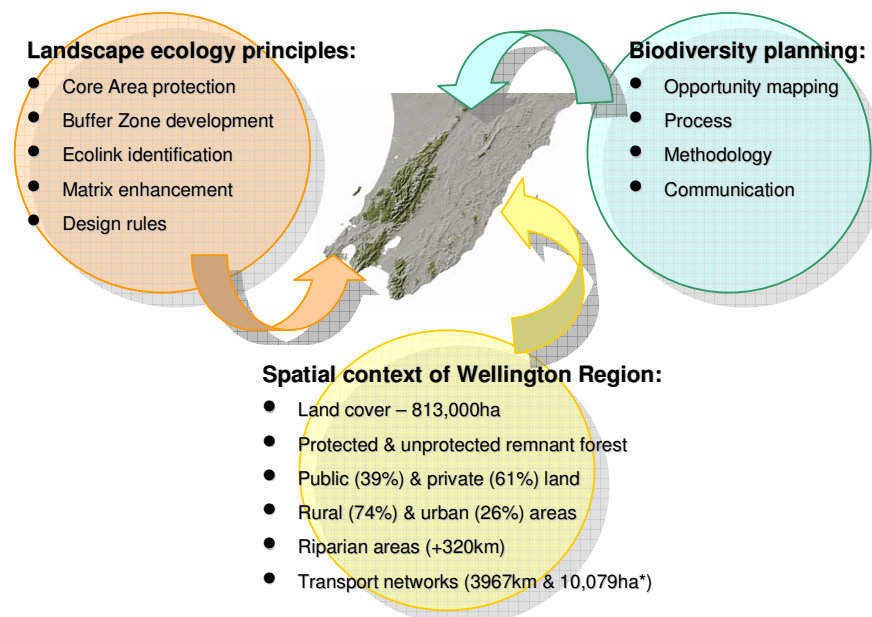 Landscape ecology principles:
• Core Area protection
• Buffer Zone development
• Ecolink identification
• Matrix enhancement
• Design rules
Biodiversity planning:
• Opportunity mapping
• Process
• Methodology
• Communication
Spatial context of Wellington Region:
• Land cover – 813,000ha
• Protected & unprotected remnant forest
• Public (39%) & private (61%) land
• Rural (74%) & urban (26%) areas
• Riparian areas (+320km)
• Transport networks (3967km & 10,079ha*)